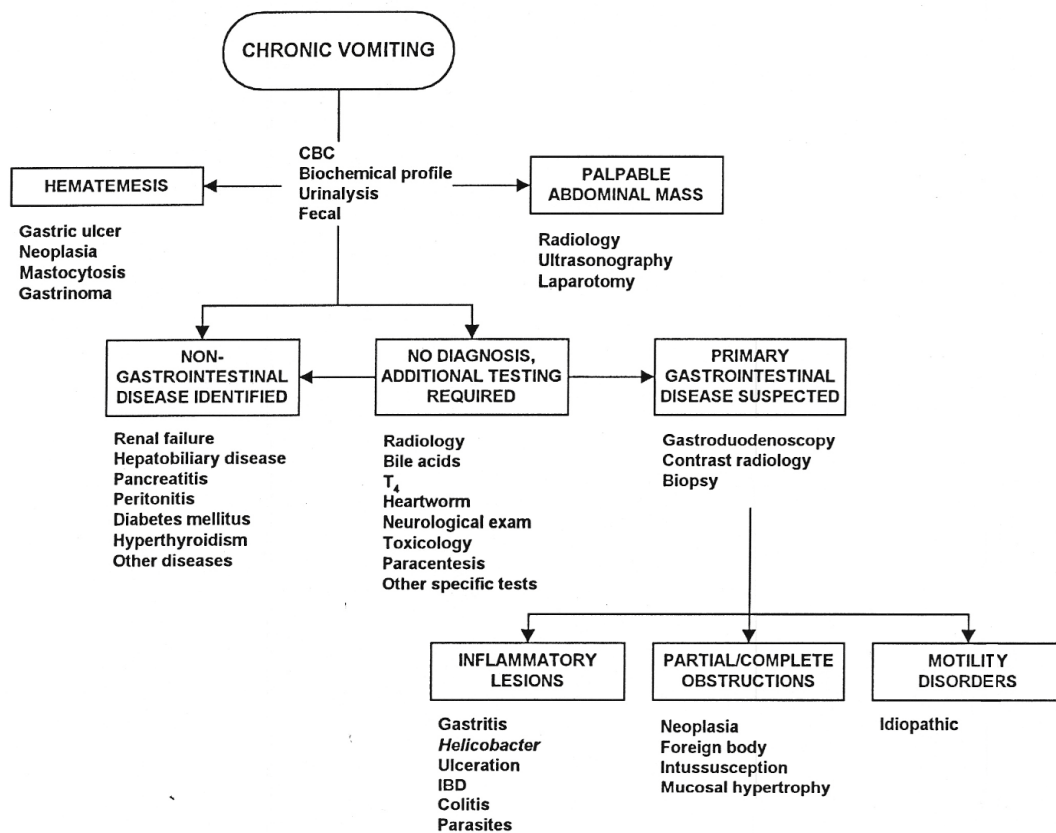 CHRONIC VOMITING
CBC
Biochemical profile
Urinalysis
Fecal
HEMATEMESIS
Gastric ulcer
Neoplasia
Mastocytosis
Gastrinoma
PALPABLE
ABDOMINAL MASS
Radiology
Ultrasonography
Laparotomy
NON-
GASTROINTESTINAL
DISEASE IDENTIFIED
Renal failure
Hepatobiliary disease
Pancreatitis
Peritonitis
Diabetes mellitus
Hyperthyroidism
Other diseases
NO DIAGNOSIS,
ADDITIONAL TESTING
REQUIRED
Radiology
Bile acids
T4
Heartworm
Neurological exam
Toxicology
Paracentesis
Other specific tests
PRIMARY
GASTROINTESTINAL
DISEASE SUSPECTED
Gastroduodenoscopy
Contrast radiology
Biopsy
INFLAMMATORY
LESIONS
Gastritis
Helicobacter
Ulceration
IBD
Colitis
Parasites
PARTIAL/COMPLETE
OBSTRUCTIONS
Neoplasia
Foreign body
Intussusception
Mucosal hypertrophy
MOTILITY
DISORDERS
Idiopathic